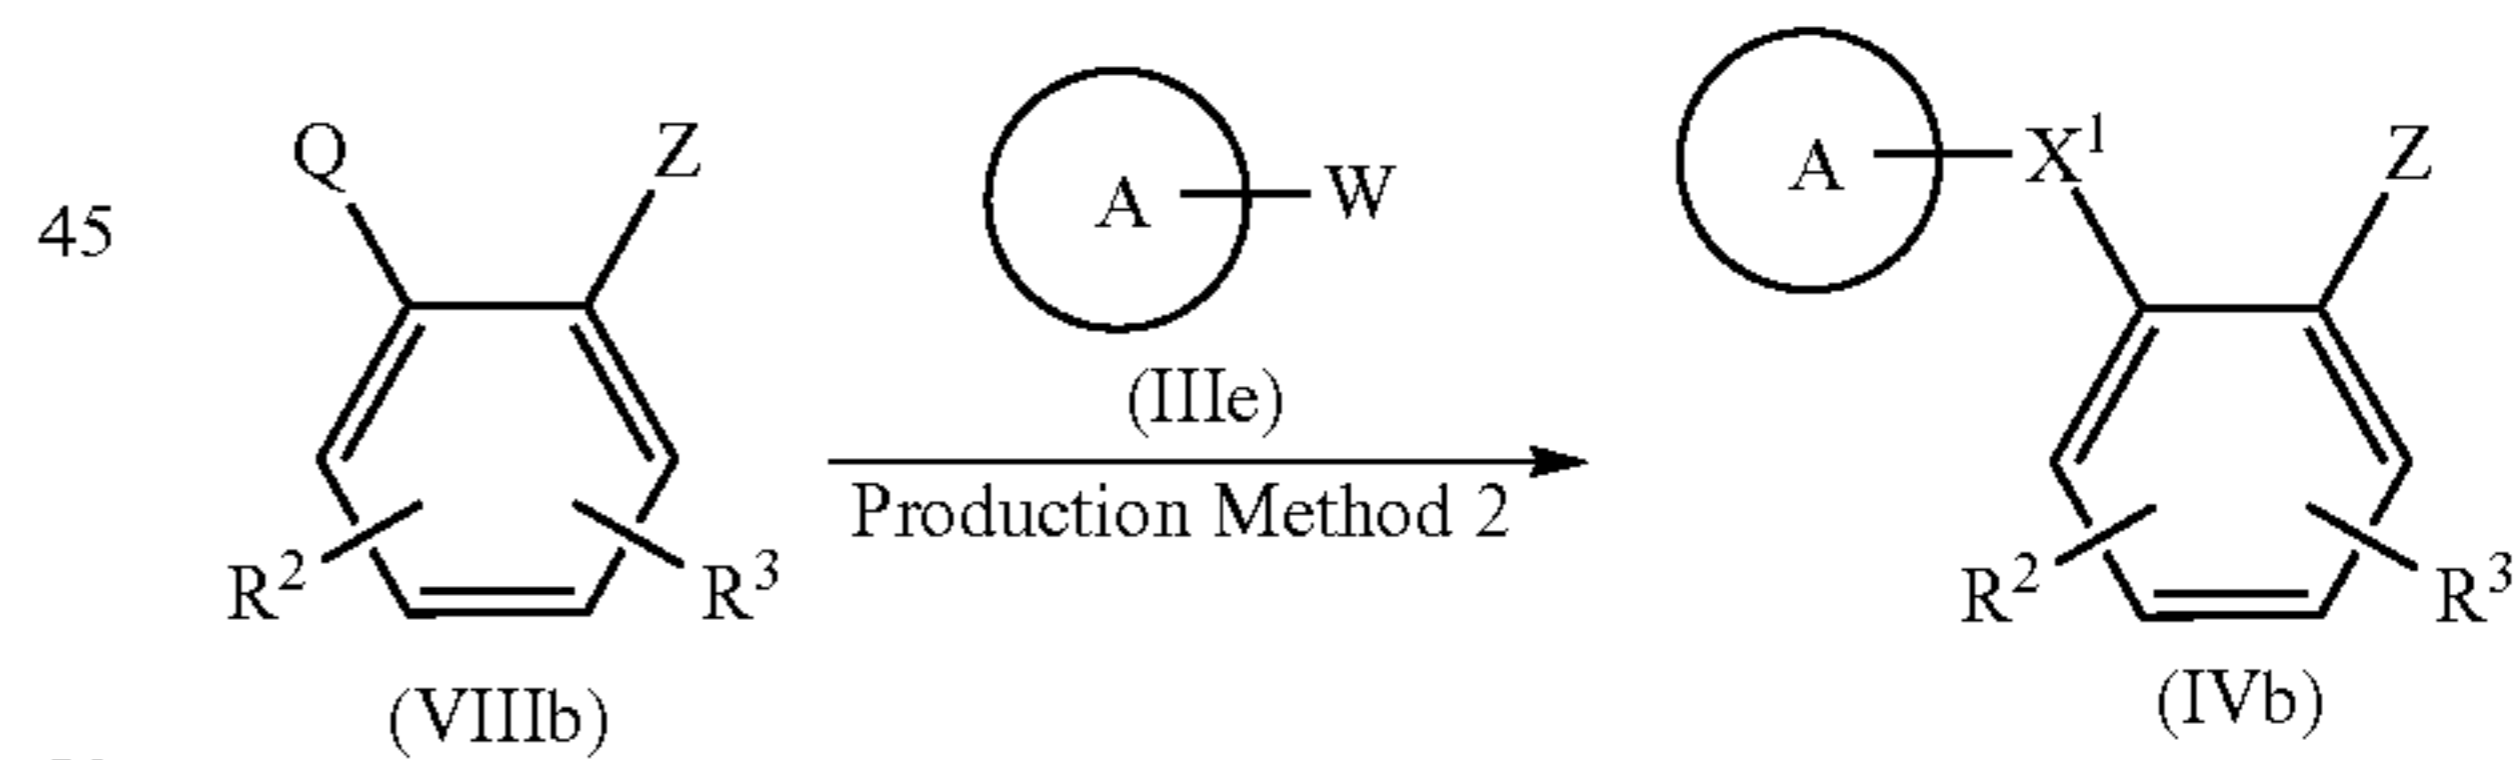 45
Q Z
A W
(IIIe)
Production Method 2
R² R³
(VIIIb)
A X¹ Z
R² R³
(IVb)